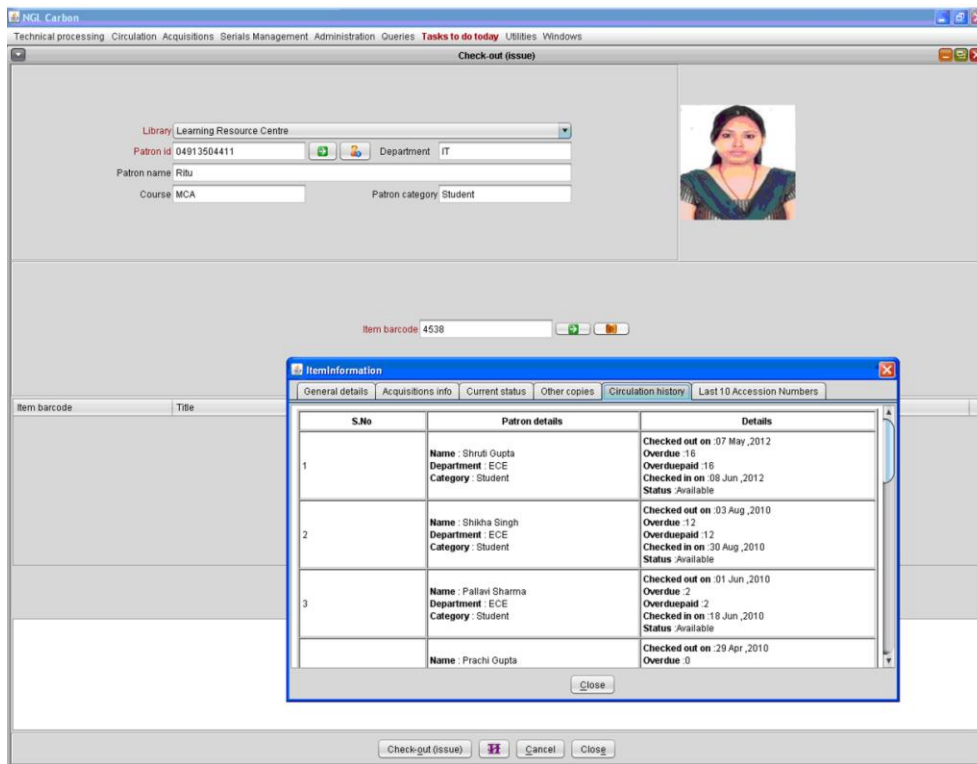 NGL Carbon
Technical processing Circulation Acquisitions Serials Management Administration Queries Tasks to do today Utilities Windows
Check-out (issue)
Library Learning Resource Centre
Patron id 04913504411 Department IT
Patron name Ritu
Course MCA Patron category Student
Item barcode 4538
ItemInformation
General details Acquisitions info Current status Other copies Circulation history Last 10 Accession Numbers
Item barcode Title
S.No Patron details Details
1
Name : Shruti Gupta
Department : ECE
Category : Student
Checked out on :07 May ,2012
Overdue :16
Overduepaid :16
Checked in on :08 Jun ,2012
Status :Available
2
Name : Shikha Singh
Department : ECE
Category : Student
Checked out on :03 Aug ,2010
Overdue :12
Overduepaid :12
Checked in on :30 Aug ,2010
Status :Available
3
Name : Pallavi Sharma
Department : ECE
Category : Student
Checked out on :01 Jun ,2010
Overdue :2
Overduepaid :2
Checked in on :18 Jun ,2010
Status :Available
Name : Prachi Gupta
Checked out on :29 Apr ,2010
Overdue :0
Close
Check-out (issue) Cancel Close